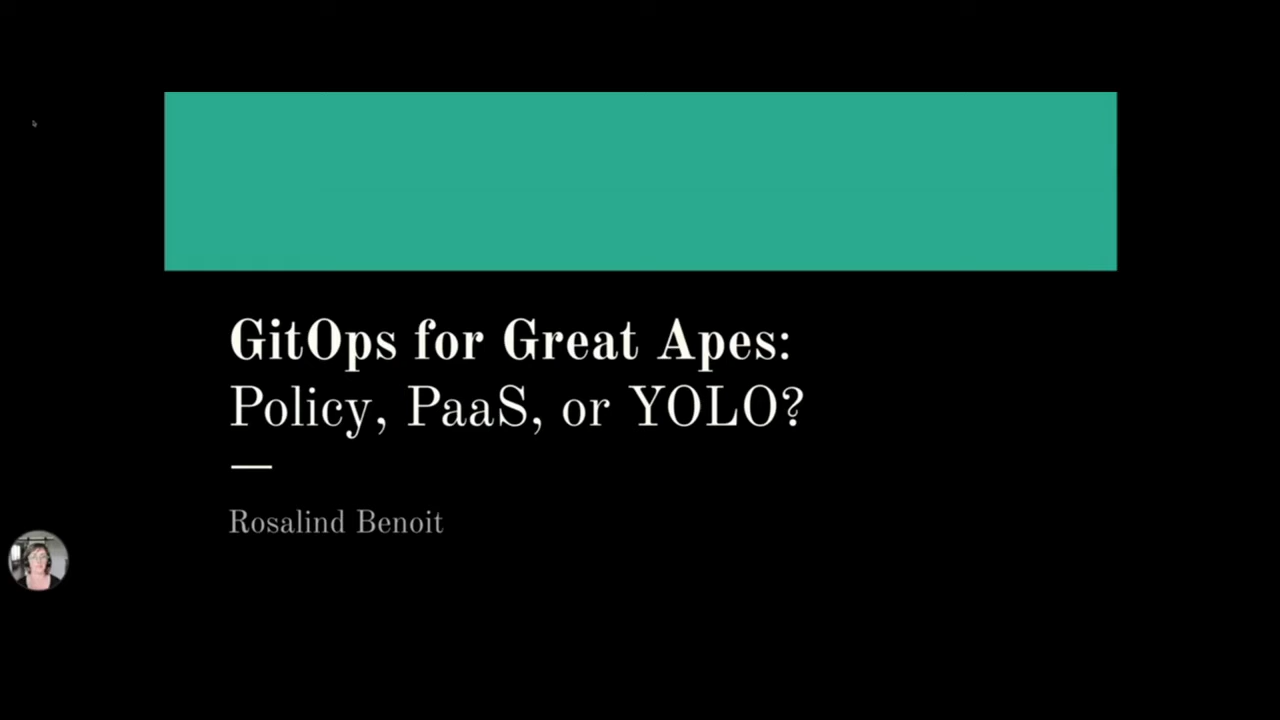 GitOps for Great Apes:
Policy, PaaS, or YOLO?
Rosalind Benoit